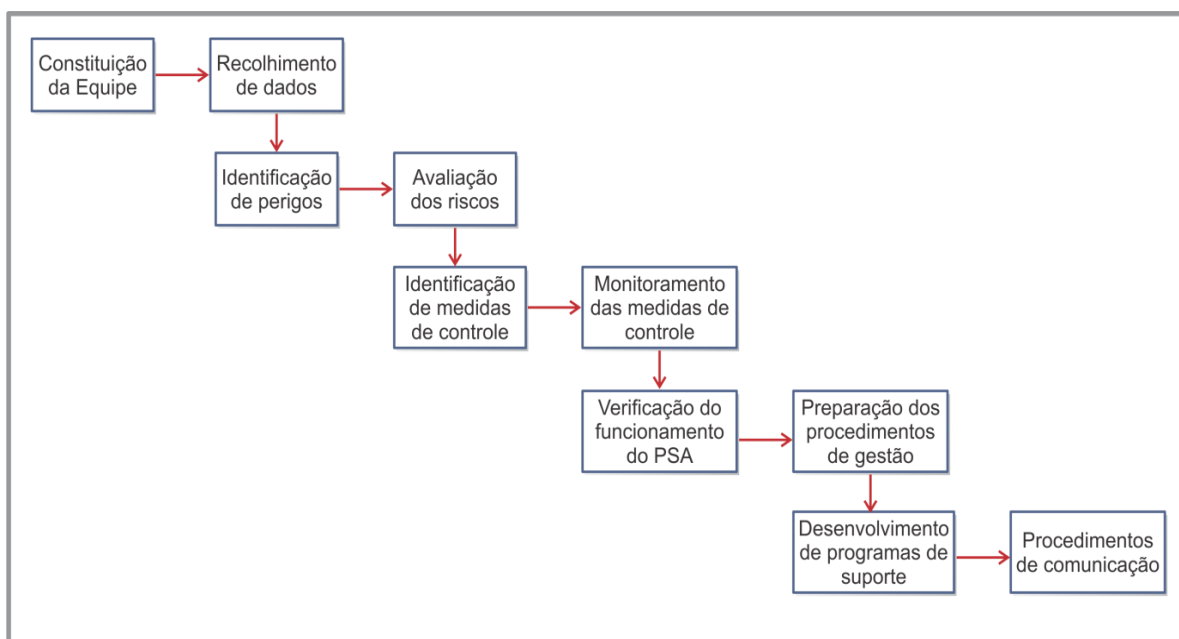 Constituição
da Equipe
Recolhimento
de dados
Identificação
de perigos
Avaliação
dos riscos
Identificação
de medidas
de controle
Monitoramento
das medidas de
controle
Verificação do
funcionamento
do PSA
Preparação dos
procedimentos
de gestão
Desenvolvimento
de programas de
suporte
Procedimentos
de comunicação